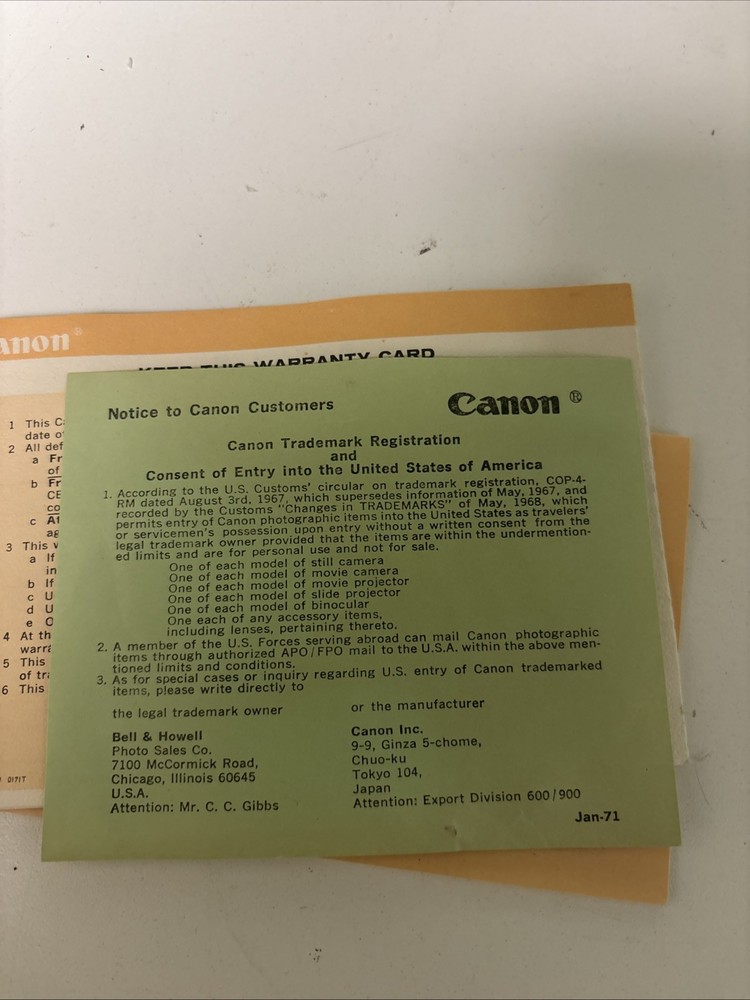 Canon®
KEEP THIS WARRANTY CARD
1 This
date
2 All def
a Fr
of
b Fr
CE
co
c
ag
3 This
a If
in
b If
c U
d U
e O
4 At th
warra
5 This
of tra
6 This
0171T
Notice to Canon Customers
Canon®
Canon Trademark Registration
and
Consent of Entry into the United States of America
1. According to the U.S. Customs' circular on trademark registration, COP-4-
RM dated August 3rd, 1967, which supersedes information of May, 1967, and
recorded by the Customs "Changes in TRADEMARKS" of May, 1968, which
permits entry of Canon photographic items into the United States as travelers'
or servicemen's possession upon entry without a written consent from the
legal trademark owner provided that the items are within the undermention-
ed limits and are for personal use and not for sale.
One of each model of still camera
One of each model of movie camera
One of each model of movie projector
One of each model of slide projector
One of each model of binocular
One each of any accessory items,
including lenses, pertaining thereto.
2. A member of the U.S. Forces serving abroad can mail Canon photographic
items through authorized APO/FPO mail to the U.S.A. within the above men-
tioned limits and conditions.
3. As for special cases or inquiry regarding U.S. entry of Canon trademarked
items, please write directly to
the legal trademark owner
Bell & Howell
Photo Sales Co.
7100 McCormick Road,
Chicago, Illinois 60645
U.S.A.
Attention: Mr. C. C. Gibbs
or the manufacturer
Canon Inc.
9-9, Ginza 5-chome,
Chuo-ku
Tokyo 104,
Japan
Attention: Export Division 600/900
Jan-71